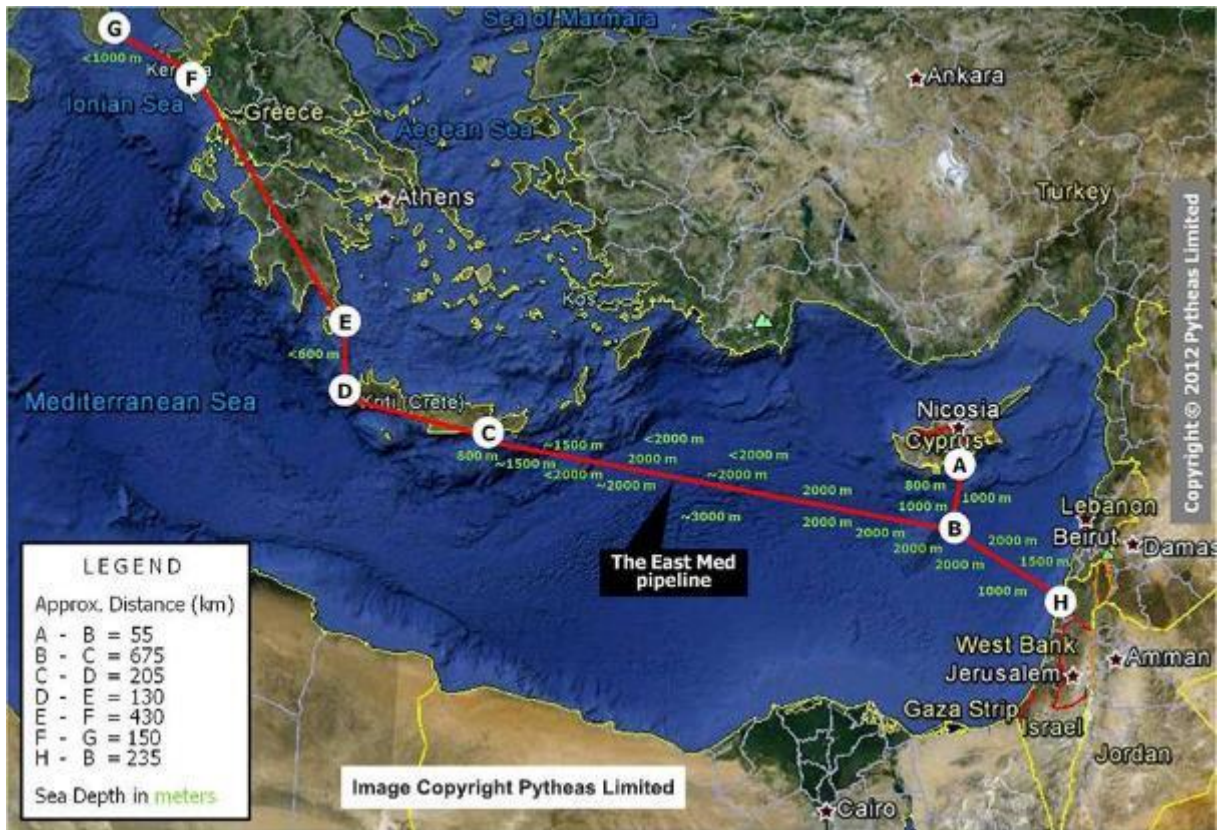 Sea of Marmara
G
<1000 m
F
Ionian Sea
Greece
Aegean Sea
Ankara
Athens
Turkey
Kos
E
<600 m
D
Kriti (Crete)
Mediterranean Sea
C
800 m
~1500 m
~1500 m
<2000 m
2000 m
<2000 m
<2000 m
~2000 m
~2000 m
~3000 m
2000 m
2000 m
2000 m
2000 m
2000 m
Nicosia
Cyprus
A
800 m
1000 m
1000 m
B
2000 m
1500 m
1000 m
H
Lebanon
Beirut
Damas
The East Med
pipeline
West Bank
Jerusalem
Amman
Gaza Strip
Israel
Jordan
Cairo
LEGEND
Approx. Distance (km)
A - B = 55
B - C = 675
C - D = 205
D - E = 130
E - F = 430
F - G = 150
H - B = 235
Sea Depth in meters
Image Copyright Pytheas Limited
Copyright © 2012 Pytheas Limited